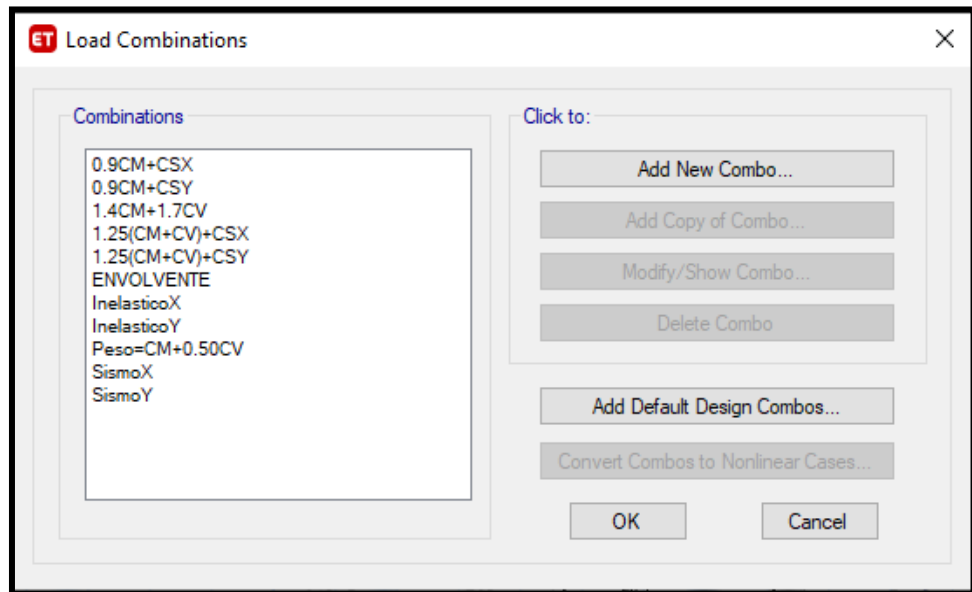 ET Load Combinations
Combinations
0.9CM+CSX
0.9CM+CSY
1.4CM+1.7CV
1.25(CM+CV)+CSX
1.25(CM+CV)+CSY
ENVOLVENTE
InelasticoX
InelasticoY
Peso=CM+0.50CV
SismoX
SismoY
Click to:
Add New Combo...
Add Copy of Combo...
Modify/Show Combo...
Delete Combo
Add Default Design Combos...
Convert Combos to Nonlinear Cases...
OK Cancel